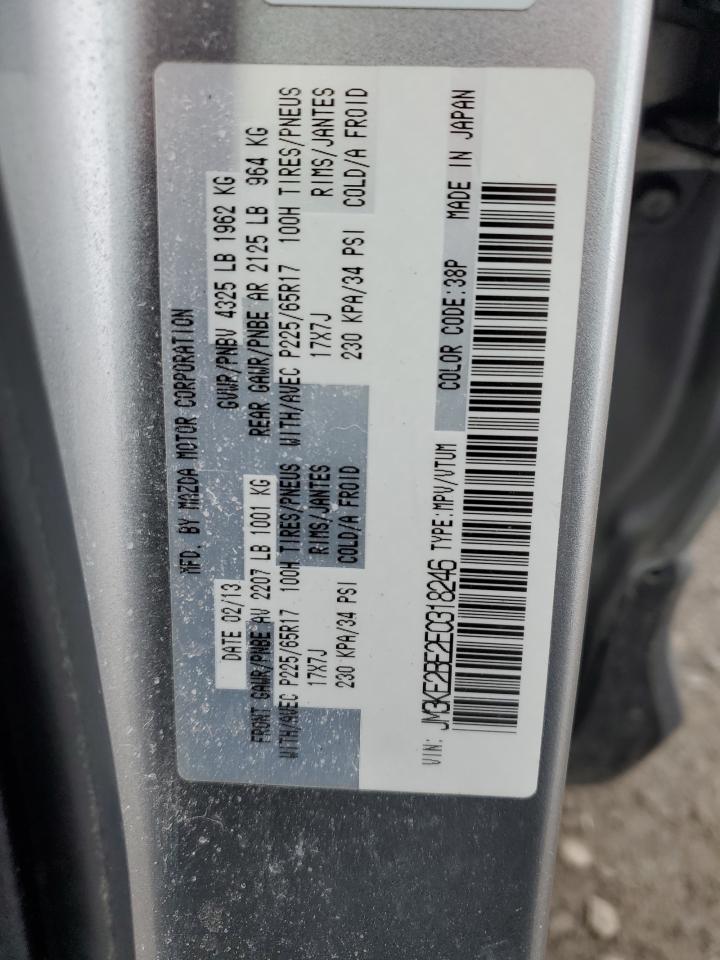 MFD. BY MAZDA MOTOR CORPORATION
DATE 02/13 GVWR/PNBV 4325 LB 1962 KG
FRONT GAWR/PNBE AV 2207 LB 1001 KG REAR GAWR/PNBE AR 2125 LB 964 KG
WITH/AVEC P225/65R17 100H TIRES/PNEUS WITH/AVEC P225/65R17 100H TIRES/PNEUS
17X7J RIMS/JANTES 17X7J RIMS/JANTES
230 KPA/34 PSI COLD/A FROID 230 KPA/34 PSI COLD/A FROID
VIN: JM3KE2BE2E0318246 TYPE:MPV/VTUM COLOR CODE:38P MADE IN JAPAN